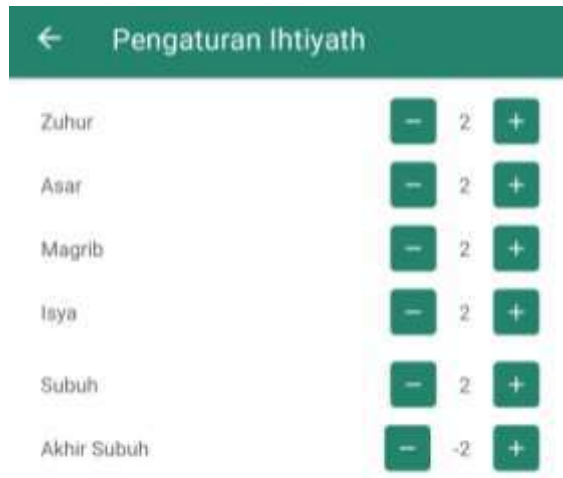 ← Pengaturan Ihtiyath
Zuhur − 2 +
Asar − 2 +
Magrib − 2 +
Isya − 2 +
Subuh − 2 +
Akhir Subuh − -2 +